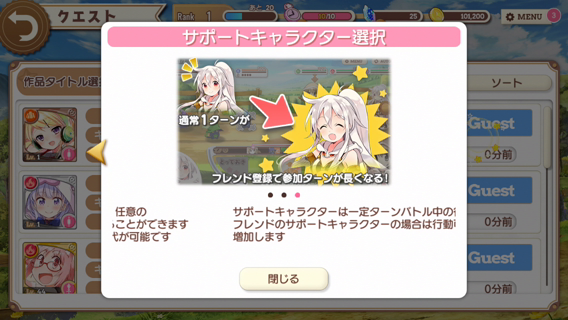 クエスト
Rank 1
あと 20
10/10
25
101,200
MENU
3
サポートキャラクター選択
作品タイトル選
ソート
通常1ターンが
フレンド登録で参加ターンが長くなる!
Lv. 1
Guest
0分前
Lv. 1
Guest
0分前
Guest
0分前
任意の
ことができます
代が可能です
サポートキャラクターは一定ターンバトル中の
フレンドのサポートキャラクターの場合は行動
増加します
閉じる